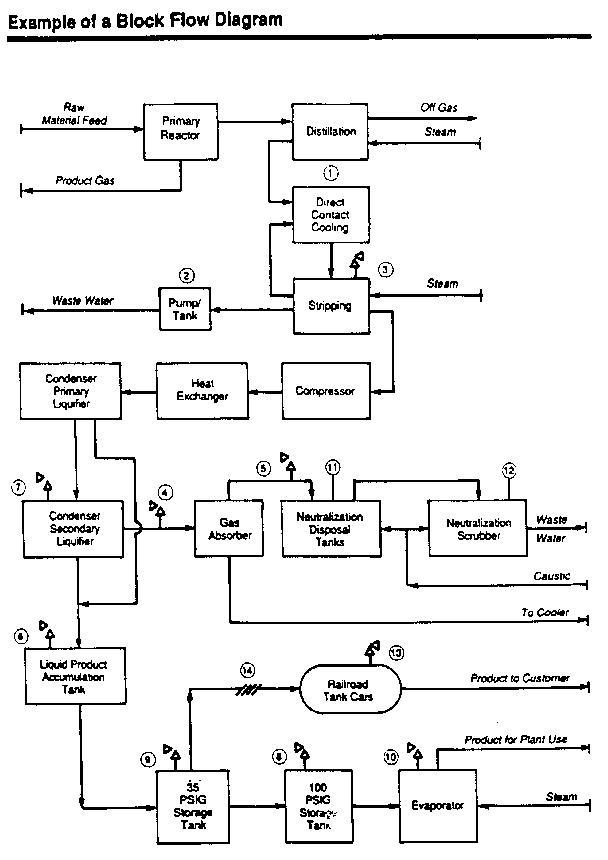 Example of a Block Flow Diagram
Raw
Material Feed
Primary
Reactor
Distillation
Off Gas
Steam
Product Gas
1
Direct
Contact
Cooling
2
3
Waste Water
Pump/
Tank
Stripping
Steam
Condenser
Primary
Liquifier
Heat
Exchanger
Compressor
7
4
5
11
12
Condenser
Secondary
Liquifier
Gas
Absorber
Neutralization
Disposal
Tanks
Neutralization
Scrubber
Waste
Water
Caustic
To Cooler
6
Liquid Product
Accumulation
Tank
14
13
Railroad
Tank Cars
Product to Customer
9
8
10
Product for Plant Use
35
PSIG
Storage
Tank
100
PSIG
Storage
Tank
Evaporator
Steam